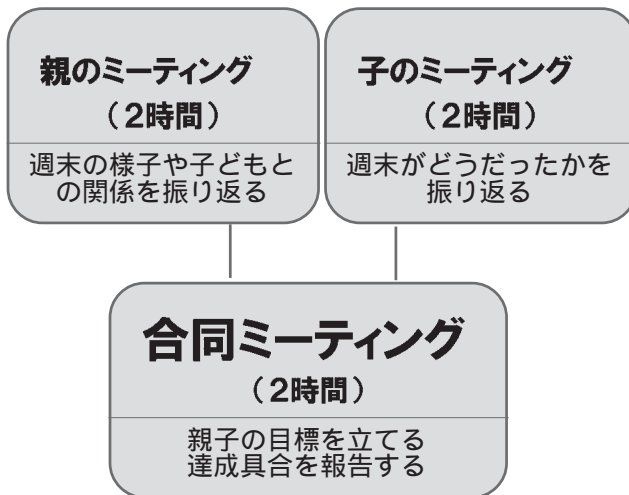 親のミーティング
（2時間）
週末の様子や子どもと
の関係を振り返る
子のミーティング
（2時間）
週末がどうだったかを
振り返る
合同ミーティング
（2時間）
親子の目標を立てる
達成具合を報告する